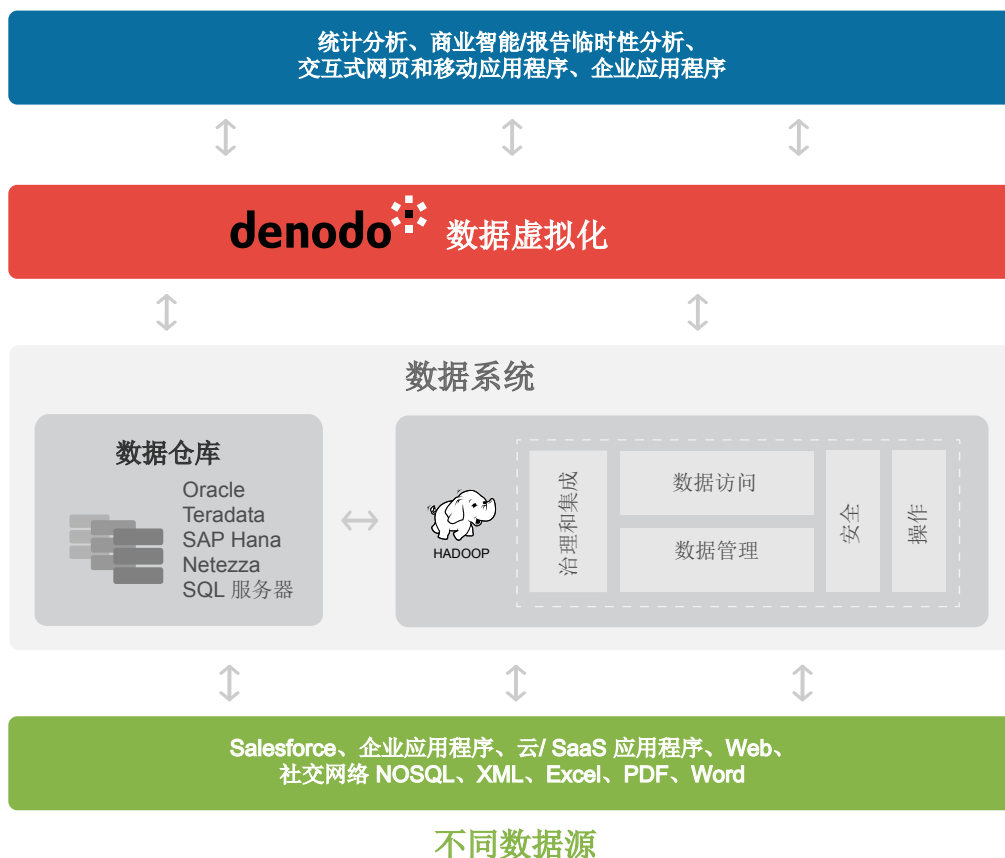 统计分析、商业智能/报告临时性分析、
交互式网页和移动应用程序、企业应用程序
denodo 数据虚拟化
数据系统
数据仓库
Oracle
Teradata
SAP Hana
Netezza
SQL 服务器
HADOOP
治理和集成
数据访问
数据管理
安全
操作
Salesforce、企业应用程序、云/ SaaS 应用程序、Web、
社交网络 NOSQL、XML、Excel、PDF、Word
不同数据源